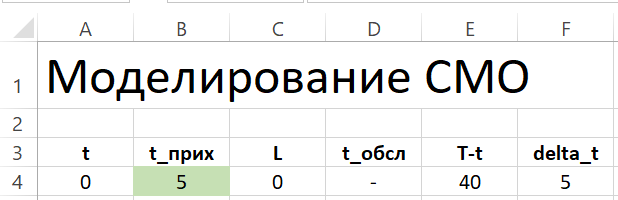 A B C D E F
1 Моделирование СМО
2
3 t t_прих L t_обсл T-t delta_t
4 0 5 0 - 40 5